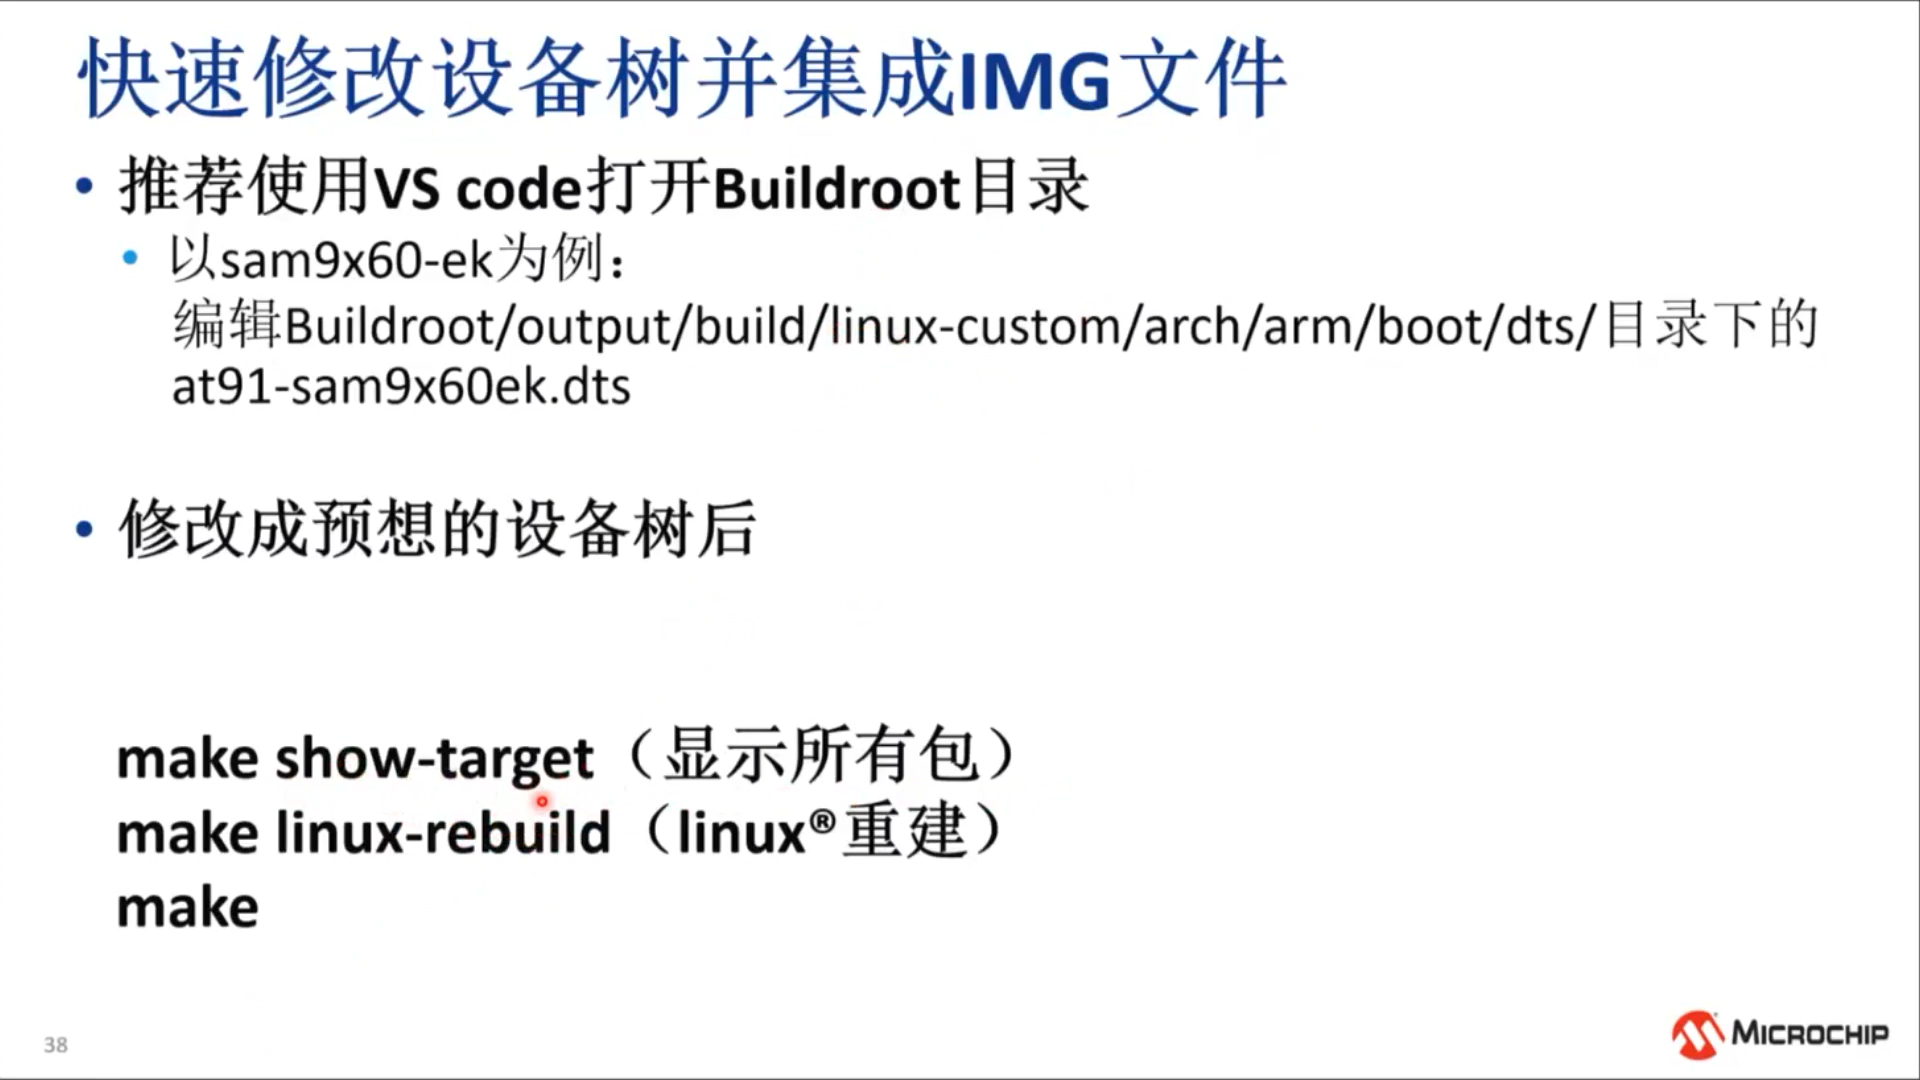 快速修改设备树并集成IMG文件
• 推荐使用VS code打开Buildroot目录
• 以sam9x60-ek为例：
编辑Buildroot/output/build/linux-custom/arch/arm/boot/dts/目录下的
at91-sam9x60ek.dts
• 修改成预想的设备树后
make show-target（显示所有包）
make linux-rebuild（linux®重建）
make
38
MICROCHIP